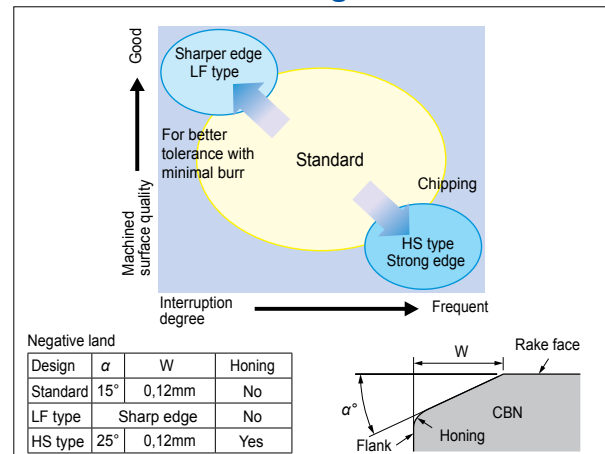 Good
Machined
surface quality
Sharper edge
LF type
For better
tolerance with
minimal burr
Standard
Chipping
HS type
Strong edge
Interruption
degree
Frequent
Negative land
Design α W Honing
Standard 15° 0,12mm No
LF type Sharp edge No
HS type 25° 0,12mm Yes
W
Rake face
α°
CBN
Honing
Flank